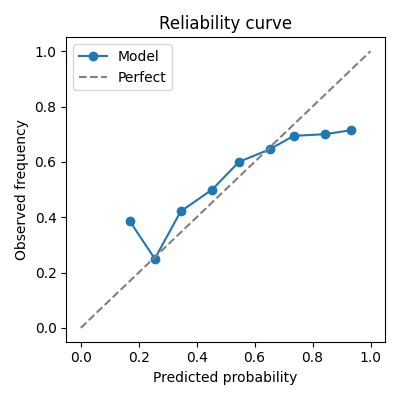 Reliability curve
Model
Perfect
Observed frequency
1.0
0.8
0.6
0.4
0.2
0.0
0.0 0.2 0.4 0.6 0.8 1.0
Predicted probability